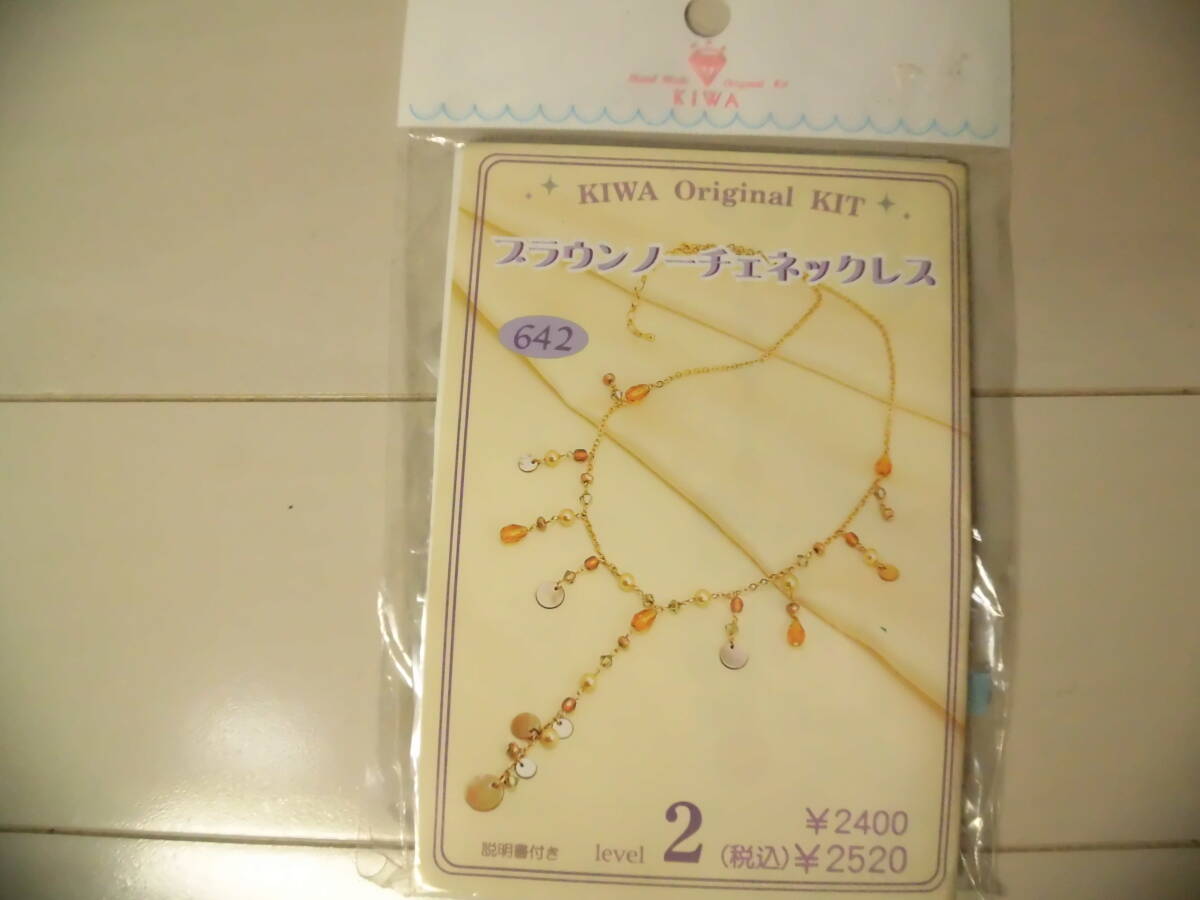 Hand Made Original Kit
KIWA
KIWA Original KIT
ブラウンノーチェネックレス
642
説明書付き
level 2
¥2400
(税込)¥2520